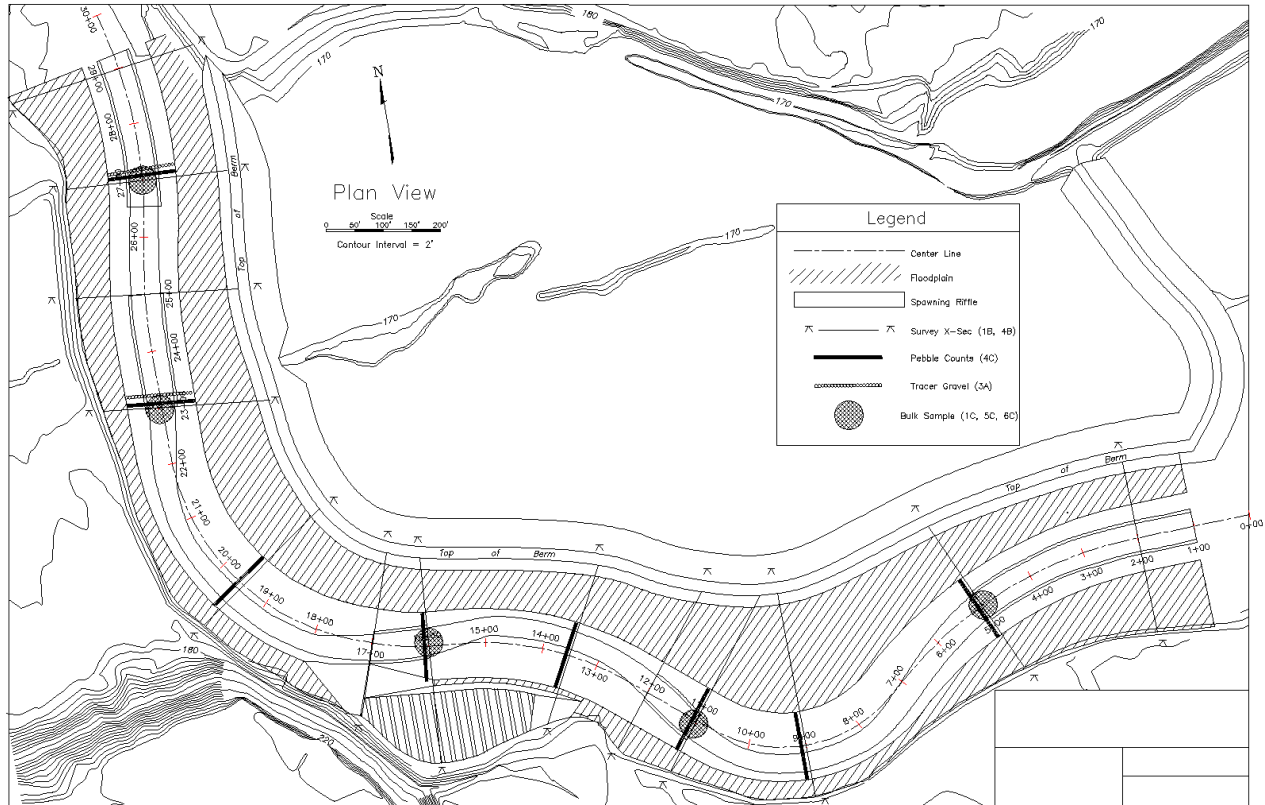 30+00
180
170
170
29+00
28+00
170
N
Top of Berm
Plan View
Scale
0 50' 100' 150' 200'
Contour Interval = 2'
Legend
Center Line
Floodplain
Spawning Riffle
Survey X-Sec (1B, 4B)
Pebble Counts (4C)
Tracer Gravel (3A)
Bulk Sample (1C, 5C, 6C)
26+00
170
25+00
170
24+00
22+00
21+00
Top of Berm
20+00
19+00
18+00
17+00
Top of Berm
15+00
14+00
13+00
12+00
10+00
8+00
7+00
6+00
4+00
3+00
2+00
1+00
0+00
180
220